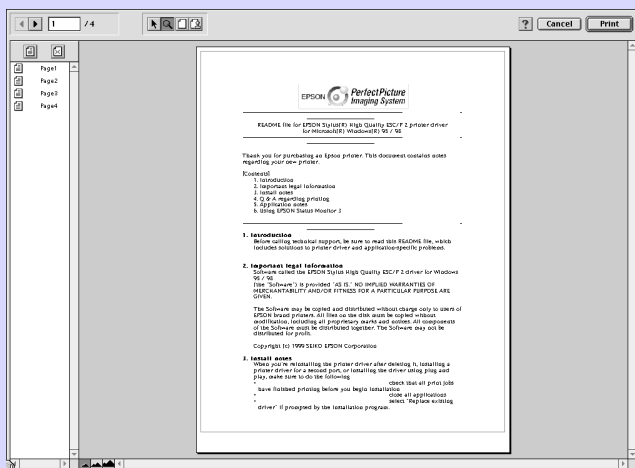 1 / 4
? Cancel Print
Page1
Page2
Page3
Page4
EPSON PerfectPicture
Imaging System
README file for EPSON Stylus(R) High Quality ESC/P 2 printer driver
for Microsoft(R) Windows(R) 95 / 98
Thank you for purchasing an Epson printer. This document contains notes
regarding your new printer.
[Contents]
1. Introduction
2. Important legal information
3. Install notes
4. Q & A regarding printing
5. Application notes
6. Using EPSON Status Monitor 3
1. Introduction
Before calling technical support, be sure to read this README file, which
includes solutions to printer driver and application-specific problems.
2. Important legal information
Software called the EPSON Stylus High Quality ESC/P 2 driver for Windows
95 / 98
(the "Software") is provided "AS IS." NO IMPLIED WARRANTIES OF
MERCHANTABILITY AND/OR FITNESS FOR A PARTICULAR PURPOSE ARE
GIVEN.
The Software may be copied and distributed without charge only to users of
EPSON brand printers. All files on the disk must be copied without
modification, including all proprietary marks and notices. All components
of the Software must be distributed together. The Software may not be
distributed for profit.
Copyright (c) 1999 SEIKO EPSON Corporation
3. Install notes
When you're reinstalling the printer driver after deleting it, installing a
printer driver for a second port, or installing the driver using plug and
play, make sure to do the following.
* check that all print jobs
have finished printing before you begin installation
* close all applications
* select "Replace existing
driver" if prompted by the installation program.